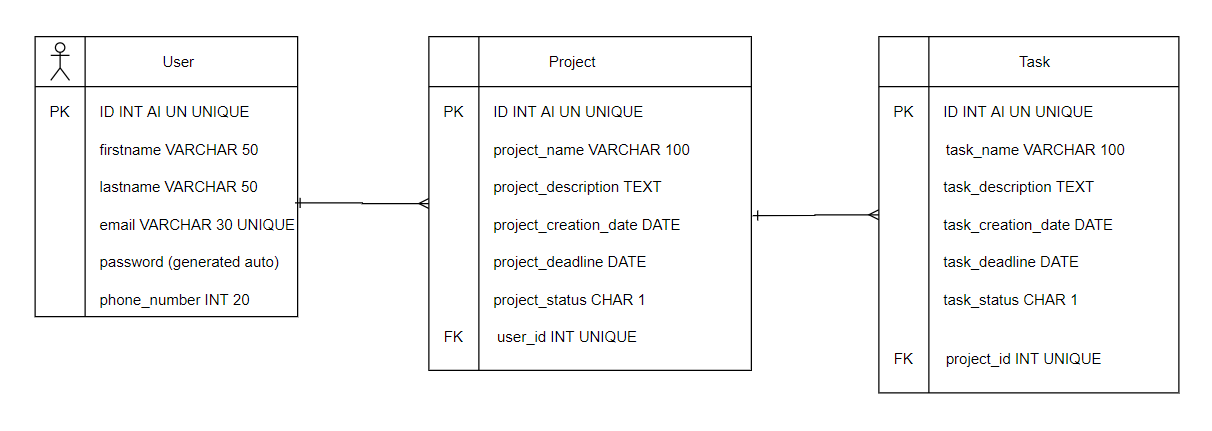 User
PK ID INT AI UN UNIQUE
firstname VARCHAR 50
lastname VARCHAR 50
email VARCHAR 30 UNIQUE
password (generated auto)
phone_number INT 20
Project
PK ID INT AI UN UNIQUE
project_name VARCHAR 100
project_description TEXT
project_creation_date DATE
project_deadline DATE
project_status CHAR 1
FK user_id INT UNIQUE
Task
PK ID INT AI UN UNIQUE
task_name VARCHAR 100
task_description TEXT
task_creation_date DATE
task_deadline DATE
task_status CHAR 1
FK project_id INT UNIQUE